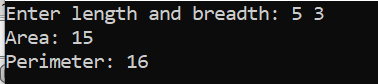 Enter length and breadth: 5 3
Area: 15
Perimeter: 16